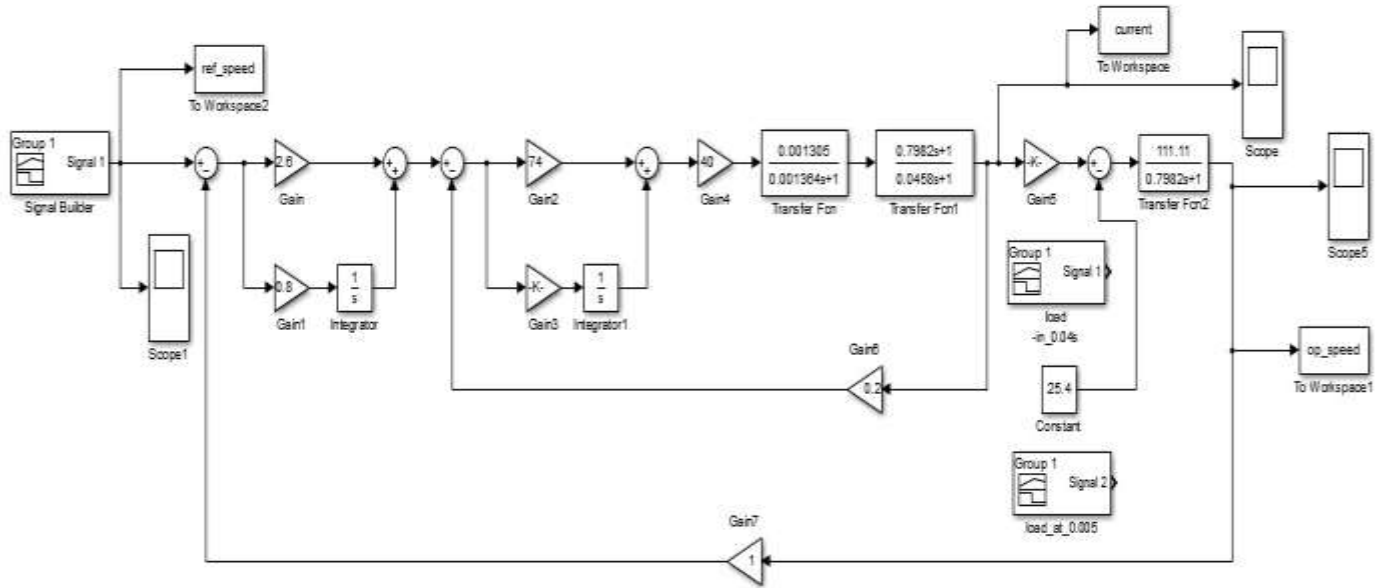 current
To Workspace
ref_speed
To Workspace2
Group 1
Signal 1
Signal Builder
+
-
2.6
Gain
+
+
+
-
74
Gain2
+
+
40
Gain4
0.001305
0.001364s+1
Transfer Fcn
0.7982s+1
0.0458s+1
Transfer Fcn1
-K-
Gain5
+
-
111.11
0.7982s+1
Transfer Fcn2
Scope
Scope5
Scope1
0.8
Gain1
1
s
Integrator
-K-
Gain3
1
s
Integrator1
Group 1
Signal 1
load
-in_0.04s
Gain6
0.2
25.4
Constant
op_speed
To Workspace1
Group 1
Signal 2
load_at_0.005
Gain7
1